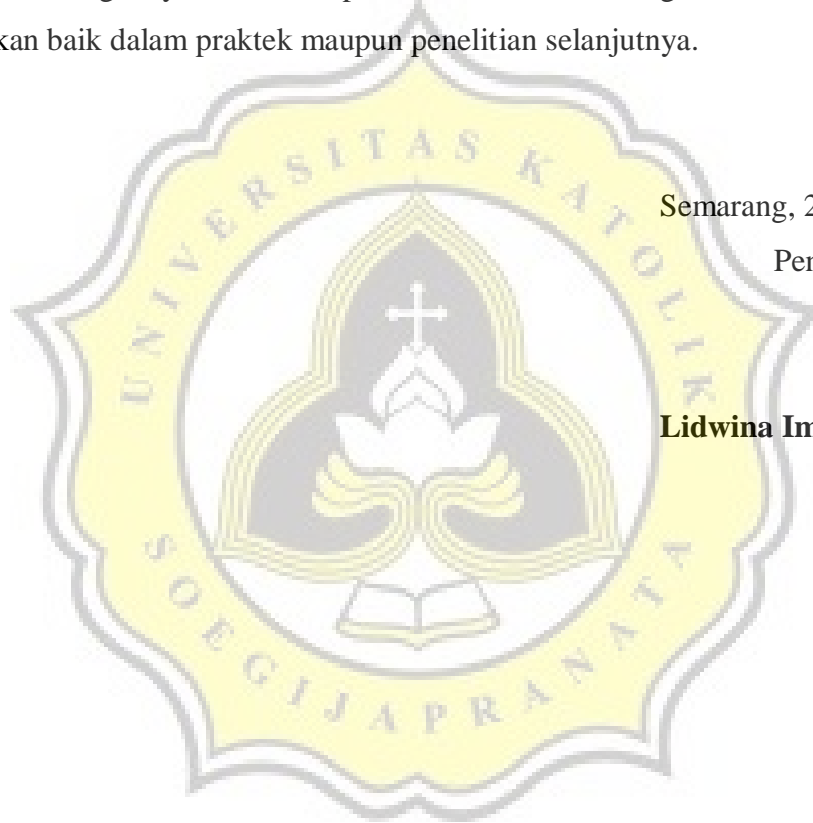 kan baik dalam praktek maupun penelitian selanjutnya.
UNIVERSITAS KATOLIK
Semarang, 2
Pen
Lidwina Im
SOEGIJAPRANATA